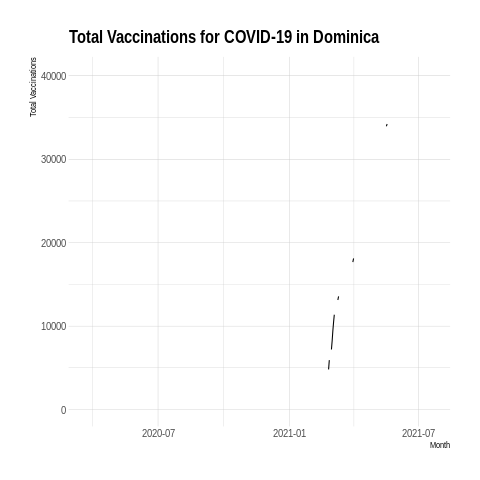 Total Vaccinations for COVID-19 in Dominica
Total Vaccinations
40000
30000
20000
10000
0
2020-07
2021-01
2021-07
Month